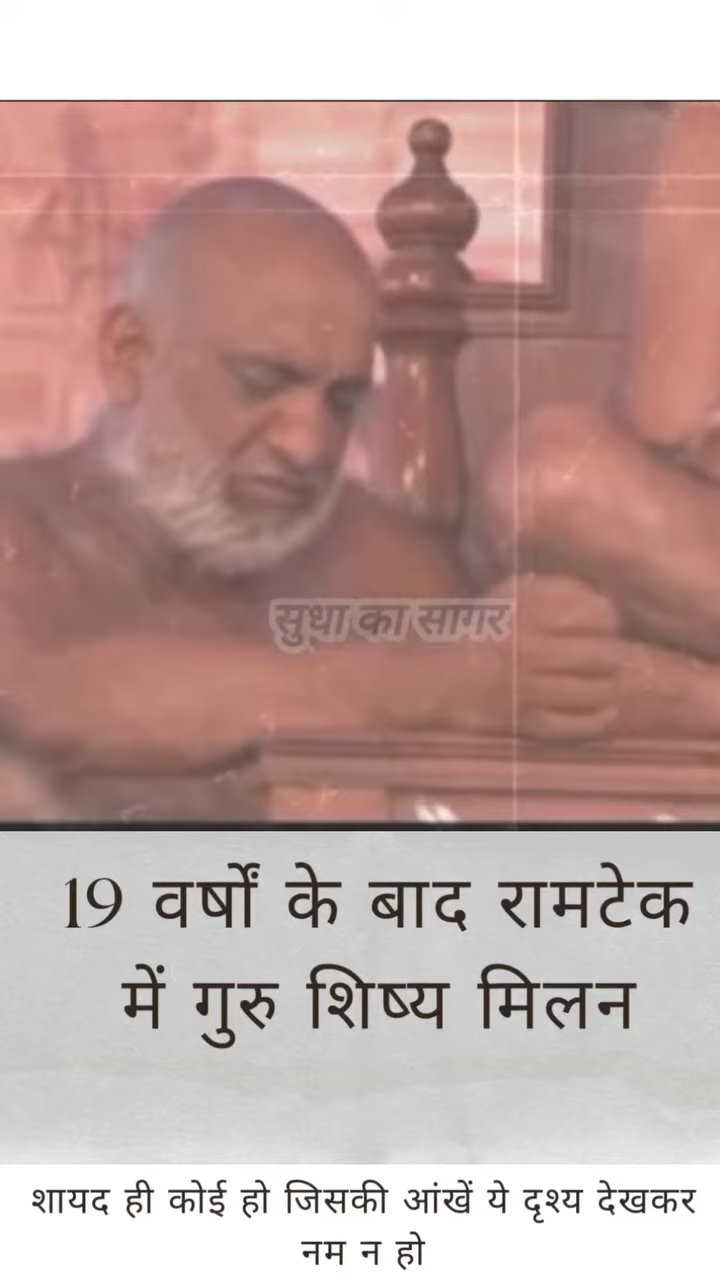 सुधा का सागर
19 वर्षों के बाद रामटेक
में गुरु शिष्य मिलन
शायद ही कोई हो जिसकी आंखें ये दृश्य देखकर
नम न हो